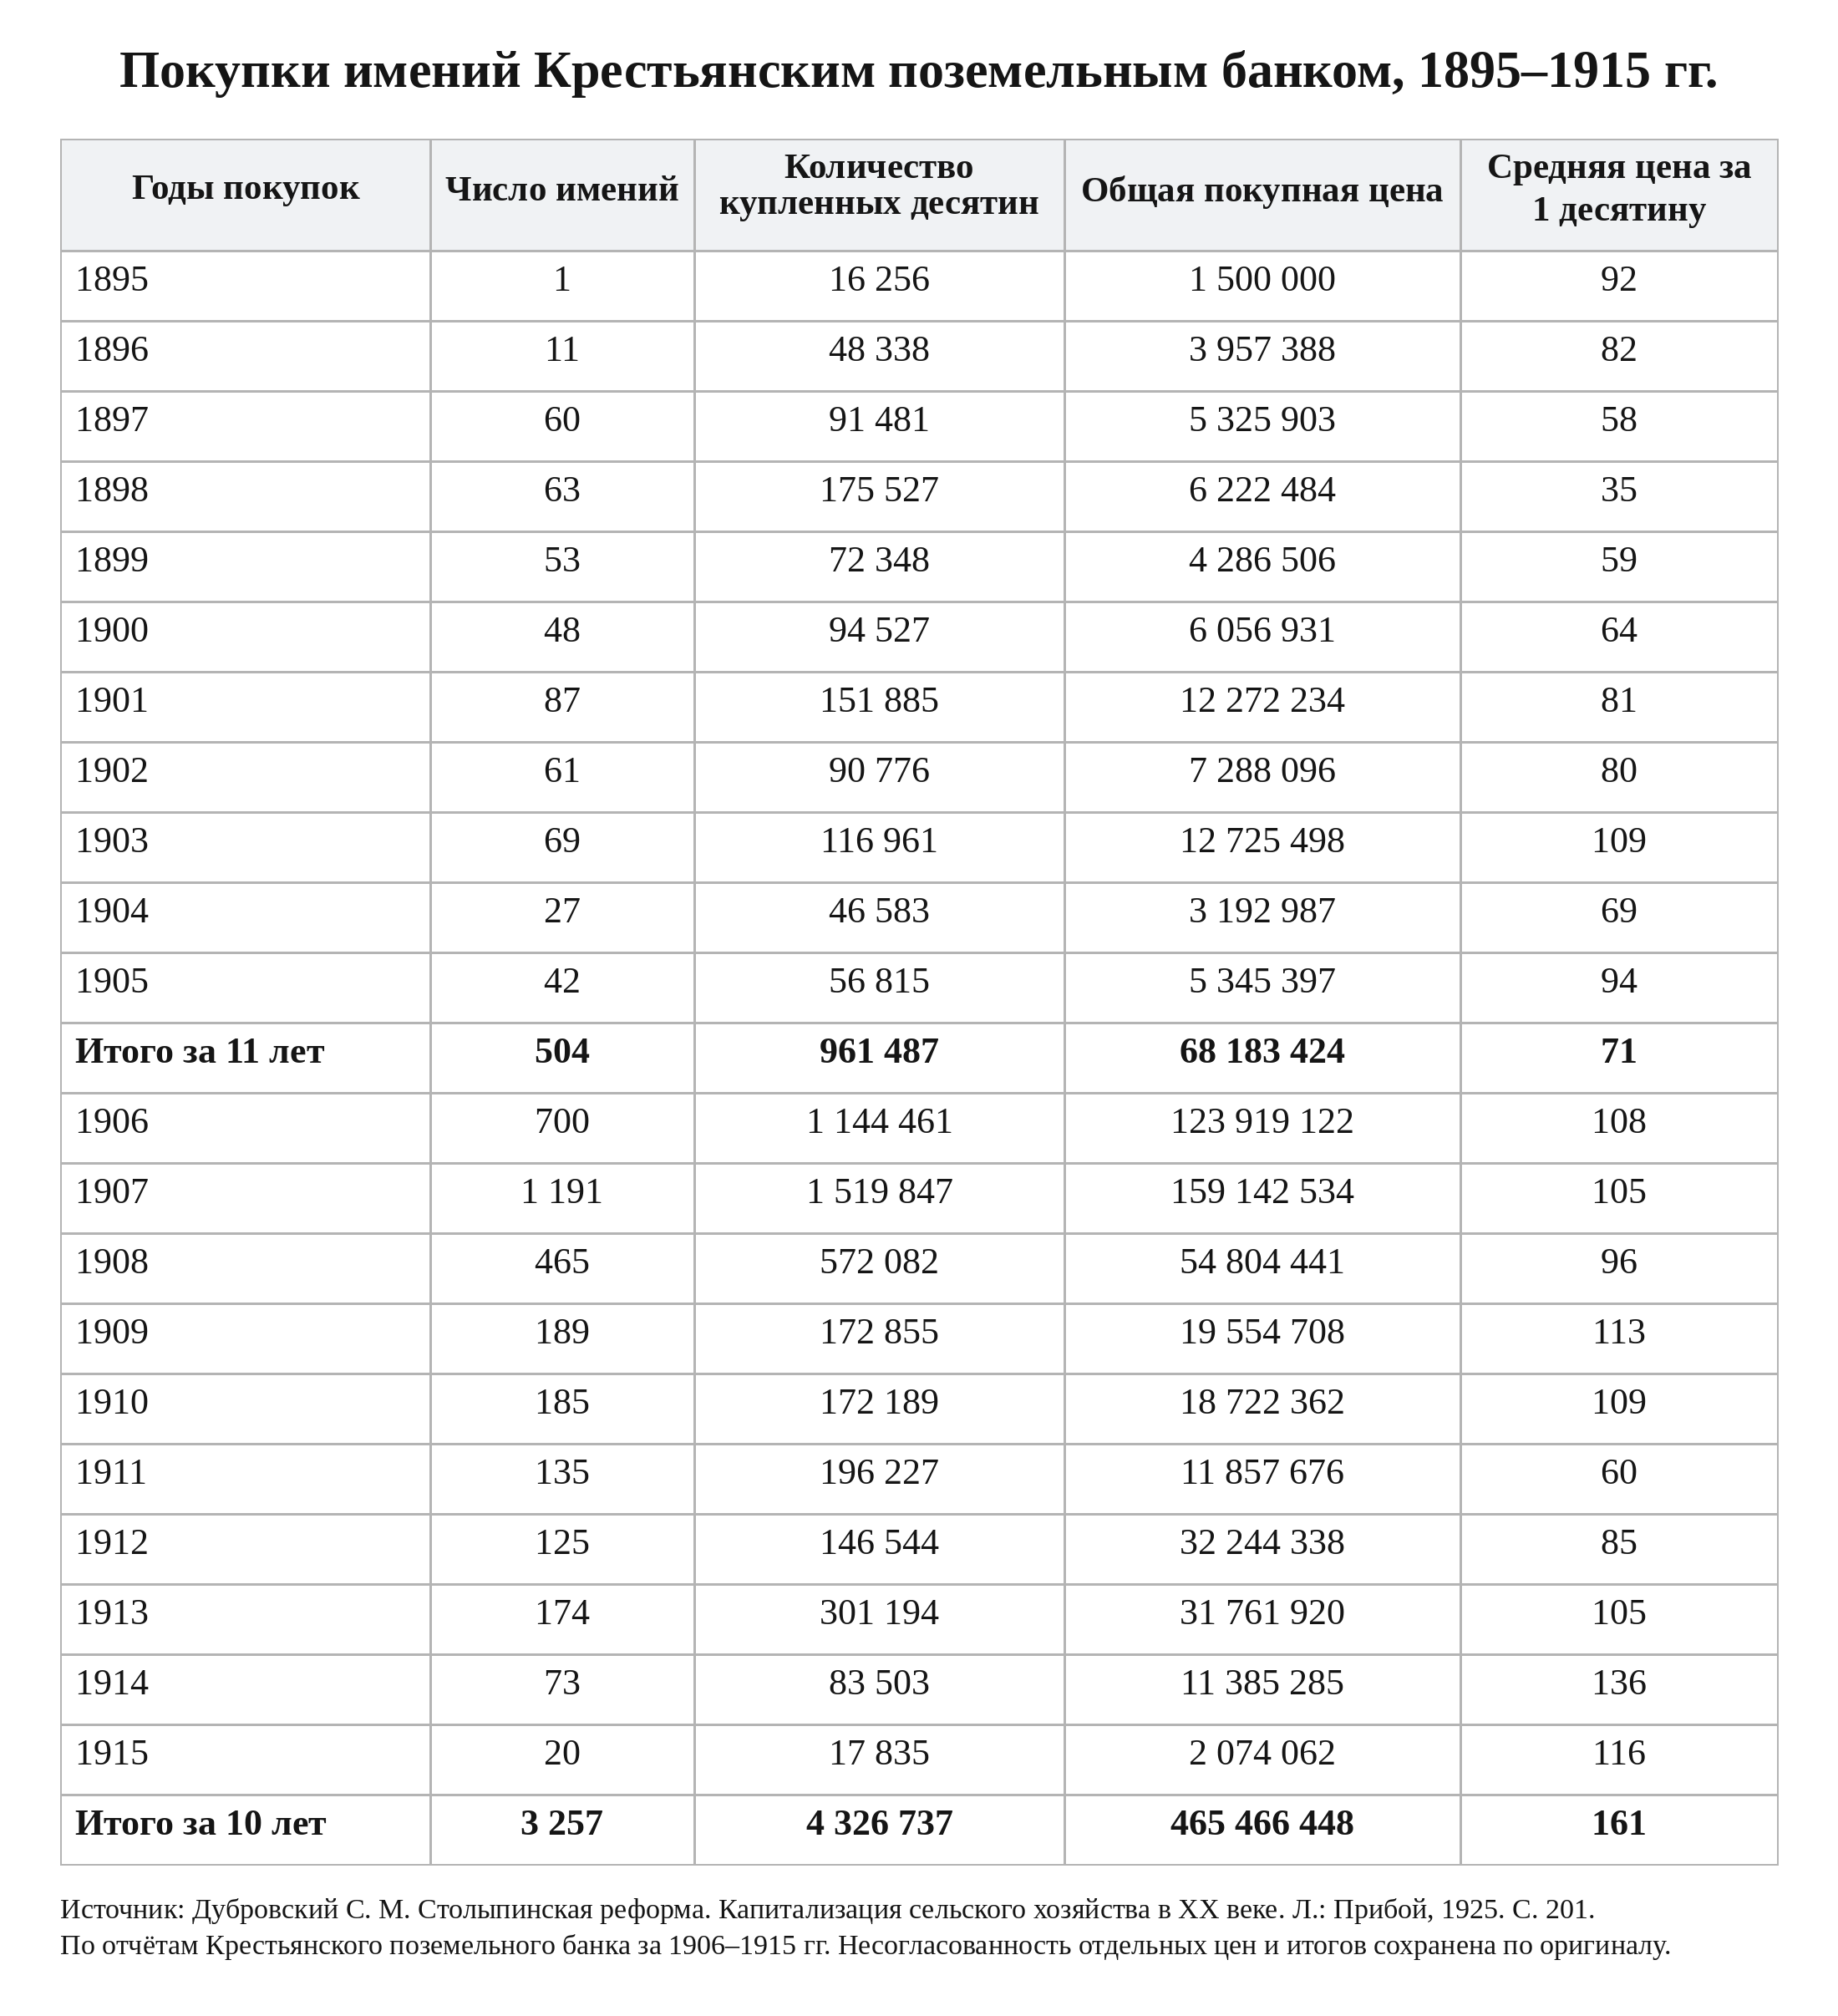 Покупки имений Крестьянским поземельным банком, 1895–1915 гг.
Годы покупок Число имений Количество купленных десятин Общая покупная цена Средняя цена за 1 десятину
1895 1 16 256 1 500 000 92
1896 11 48 338 3 957 388 82
1897 60 91 481 5 325 903 58
1898 63 175 527 6 222 484 35
1899 53 72 348 4 286 506 59
1900 48 94 527 6 056 931 64
1901 87 151 885 12 272 234 81
1902 61 90 776 7 288 096 80
1903 69 116 961 12 725 498 109
1904 27 46 583 3 192 987 69
1905 42 56 815 5 345 397 94
Итого за 11 лет 504 961 487 68 183 424 71
1906 700 1 144 461 123 919 122 108
1907 1 191 1 519 847 159 142 534 105
1908 465 572 082 54 804 441 96
1909 189 172 855 19 554 708 113
1910 185 172 189 18 722 362 109
1911 135 196 227 11 857 676 60
1912 125 146 544 32 244 338 85
1913 174 301 194 31 761 920 105
1914 73 83 503 11 385 285 136
1915 20 17 835 2 074 062 116
Итого за 10 лет 3 257 4 326 737 465 466 448 161
Источник: Дубровский С. М. Столыпинская реформа. Капитализация сельского хозяйства в XX веке. Л.: Прибой, 1925. С. 201.
По отчётам Крестьянского поземельного банка за 1906–1915 гг. Несогласованность отдельных цен и итогов сохранена по оригиналу.